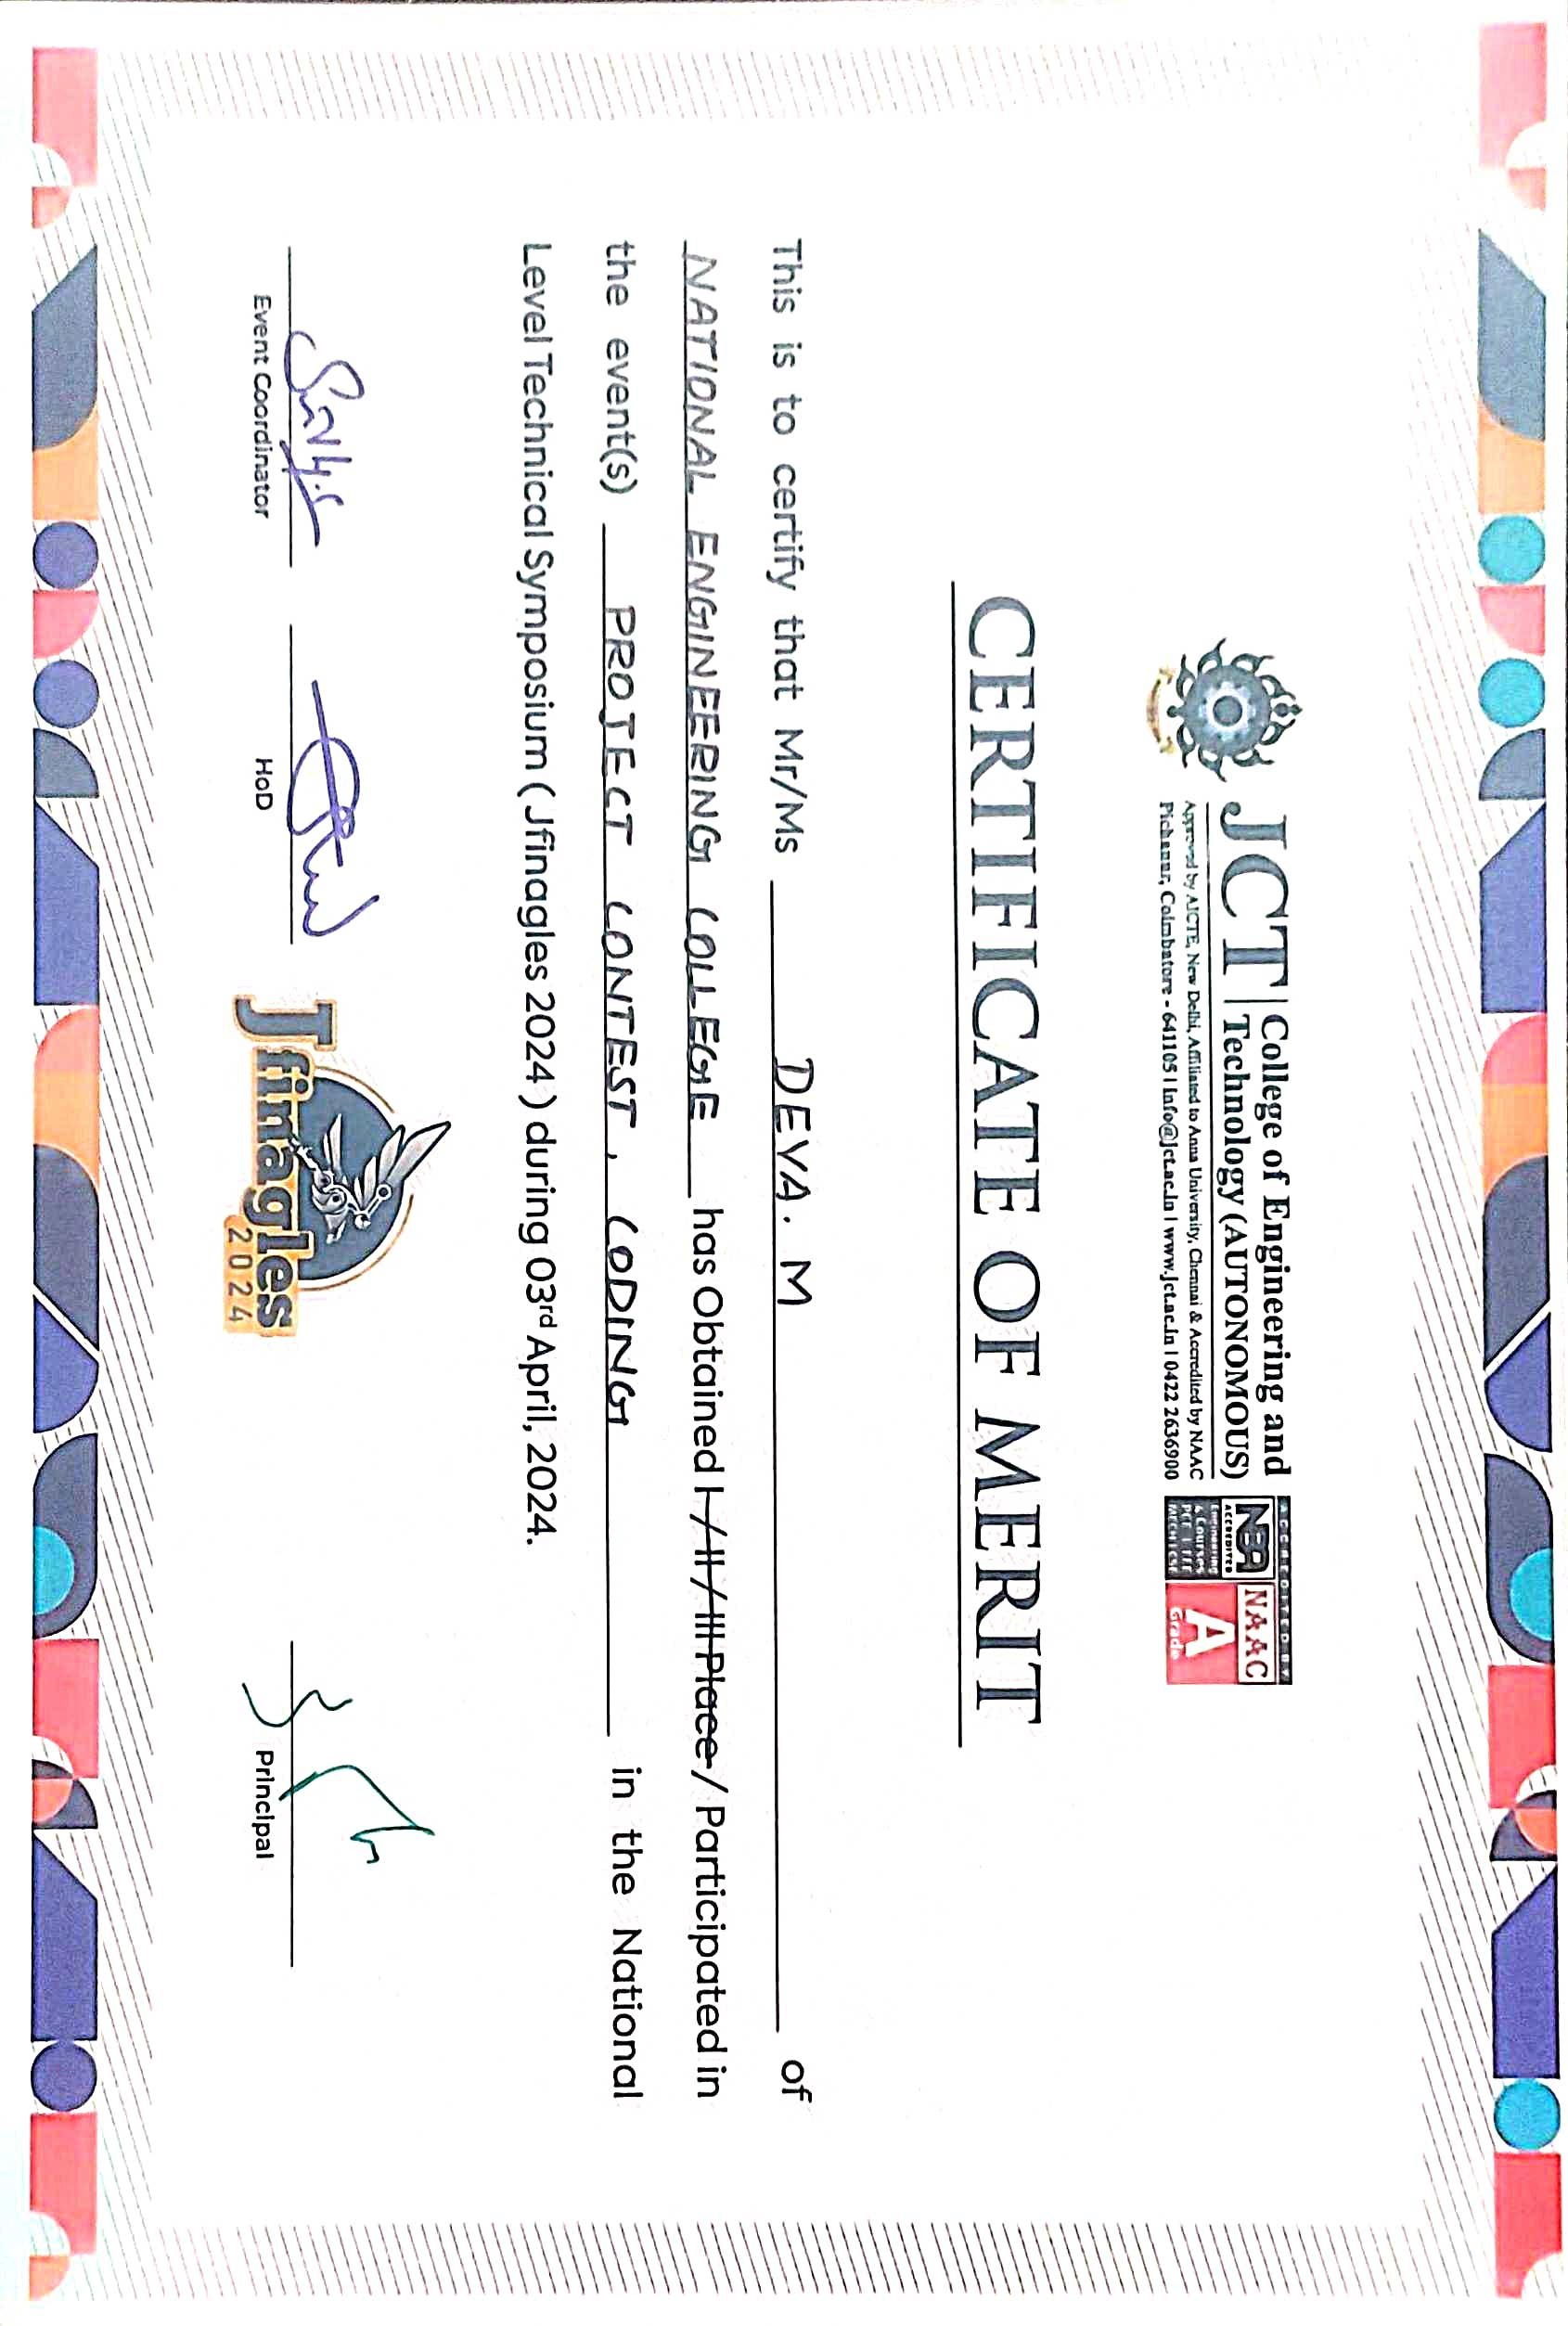 JCT
College of Engineering and
Technology (AUTONOMOUS)
Approved by AICTE, New Delhi, Affiliated to Anna University, Chennai & Accredited by NAAC
Pichanur, Coimbatore - 641105 | info@jct.ac.in | www.jct.ac.in | 0422 2636900
ACCREDITED BY
NBA
ACCREDITED
NAAC
A
Grade
CERTIFICATE OF MERIT
This is to certify that Mr/Ms DEVA. M of
NATIONAL ENGINEERING COLLEGE has Obtained I / II / III Place / Participated in
the event(s) PROJECT CONTEST, CODING in the National
Level Technical Symposium ( Jfinagles 2024 ) during 03rd April, 2024.
Event Coordinator
HoD
Jfinagles
2024
Principal